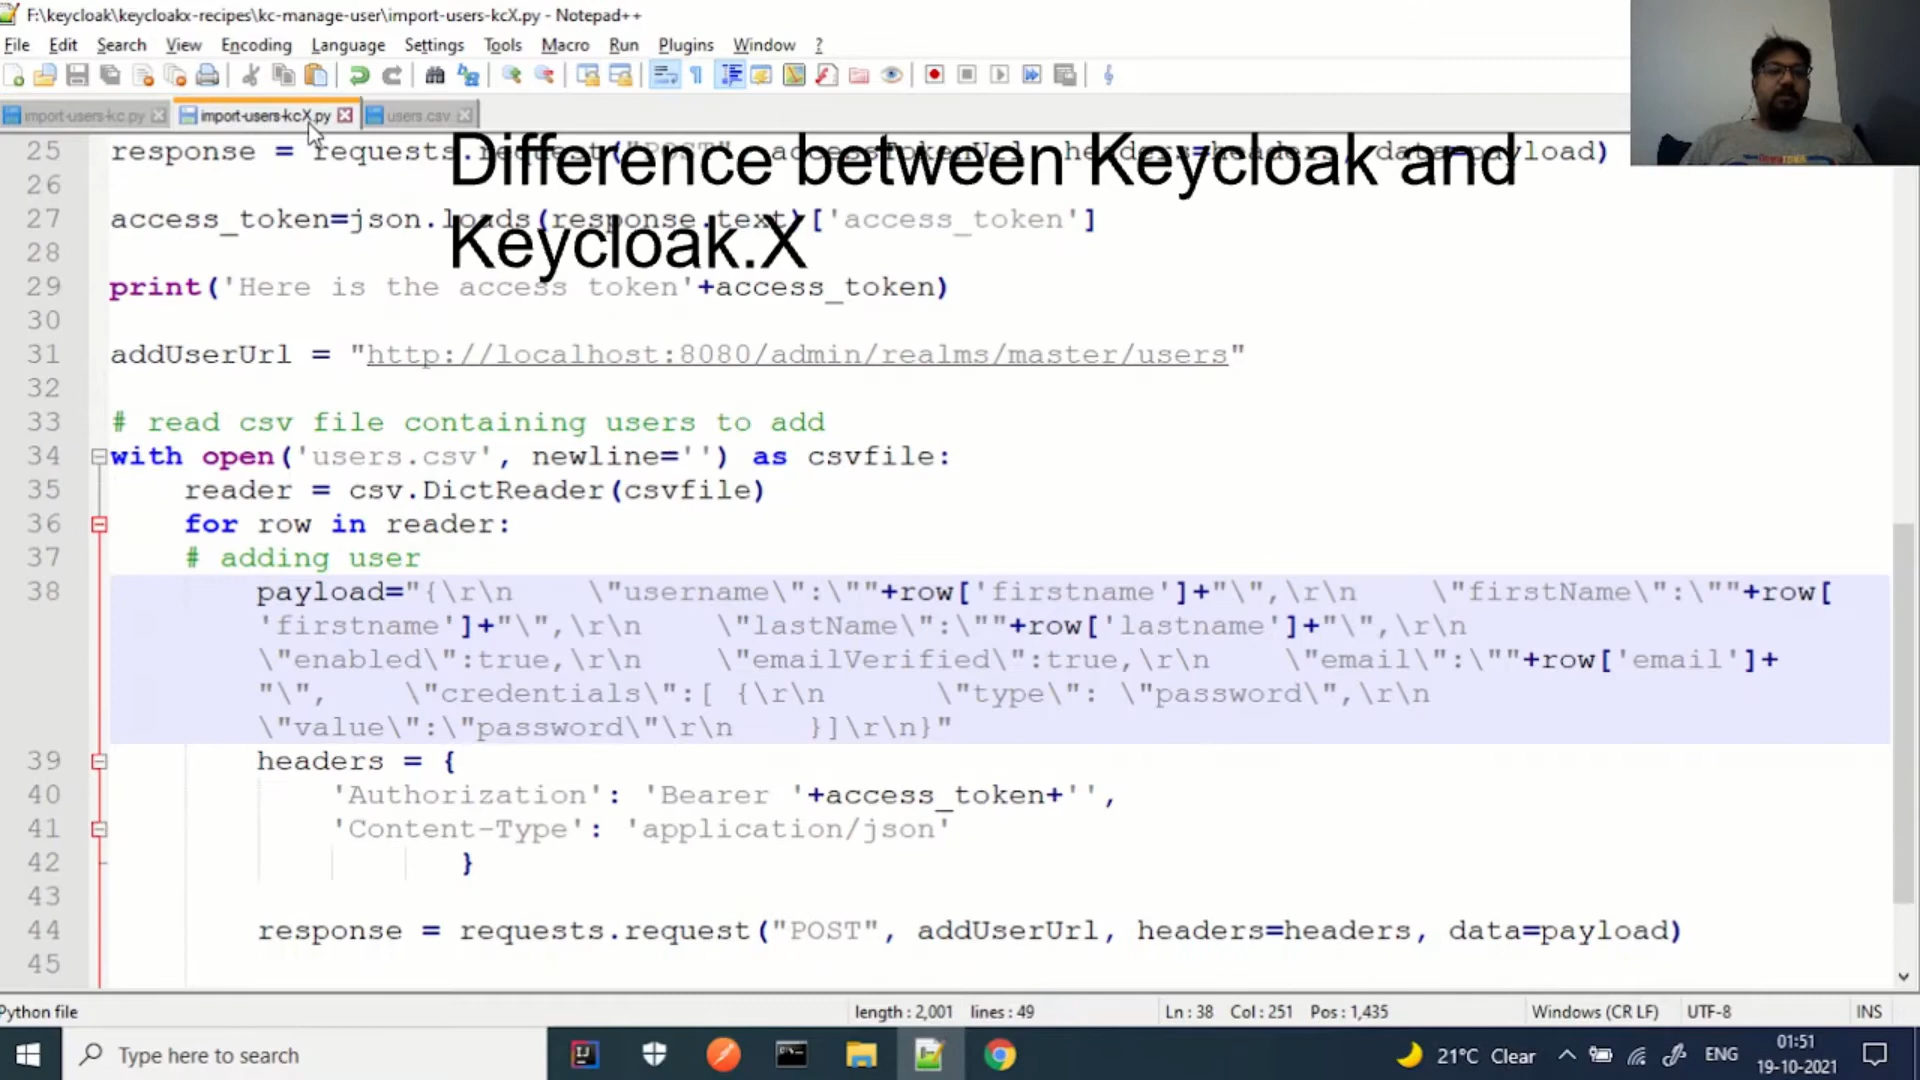 F:\keycloak\keycloakx-recipes\kc-manage-user\import-users-kcX.py - Notepad++
File Edit Search View Encoding Language Settings Tools Macro Run Plugins Window ?
import-users-kc.py import-users-kcX.py users.csv
Difference between Keycloak and
Keycloak.X
25 response = requests.request("POST", accessTokenUrl, headers=headers, data=payload)
26
27 access_token=json.loads(response.text)['access_token']
28
29 print('Here is the access token'+access_token)
30
31 addUserUrl = "http://localhost:8080/admin/realms/master/users"
32
33 # read csv file containing users to add
34 with open('users.csv', newline='') as csvfile:
35 reader = csv.DictReader(csvfile)
36 for row in reader:
37 # adding user
38 payload="{\r\n \"username\":\""+row['firstname']+"\",\r\n \"firstName\":\""+row[
'firstname']+"\",\r\n \"lastName\":\""+row['lastname']+"\",\r\n
\"enabled\":true,\r\n \"emailVerified\":true,\r\n \"email\":\""+row['email']+
"\", \"credentials\":[ {\r\n \"type\": \"password\",\r\n
\"value\":\"password\"\r\n }]\r\n}"
39 headers = {
40 'Authorization': 'Bearer '+access_token+'',
41 'Content-Type': 'application/json'
42 }
43
44 response = requests.request("POST", addUserUrl, headers=headers, data=payload)
45
Python file length : 2,001 lines : 49 Ln : 38 Col : 251 Pos : 1,435 Windows (CR LF) UTF-8 INS
Type here to search 21°C Clear ENG 01:51
19-10-2021